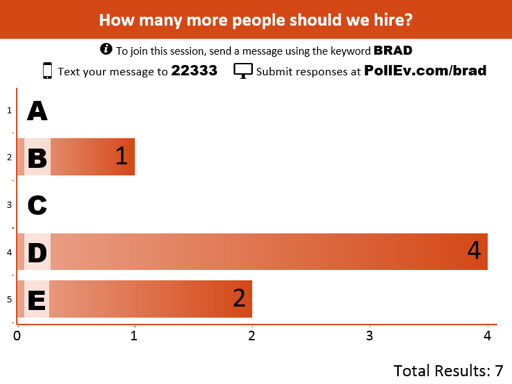 How many more people should we hire?
i To join this session, send a message using the keyword BRAD
Text your message to 22333 Submit responses at PollEv.com/brad
1 A
2 B 1
3 C
4 D 4
5 E 2
0 1 2 3 4
Total Results: 7